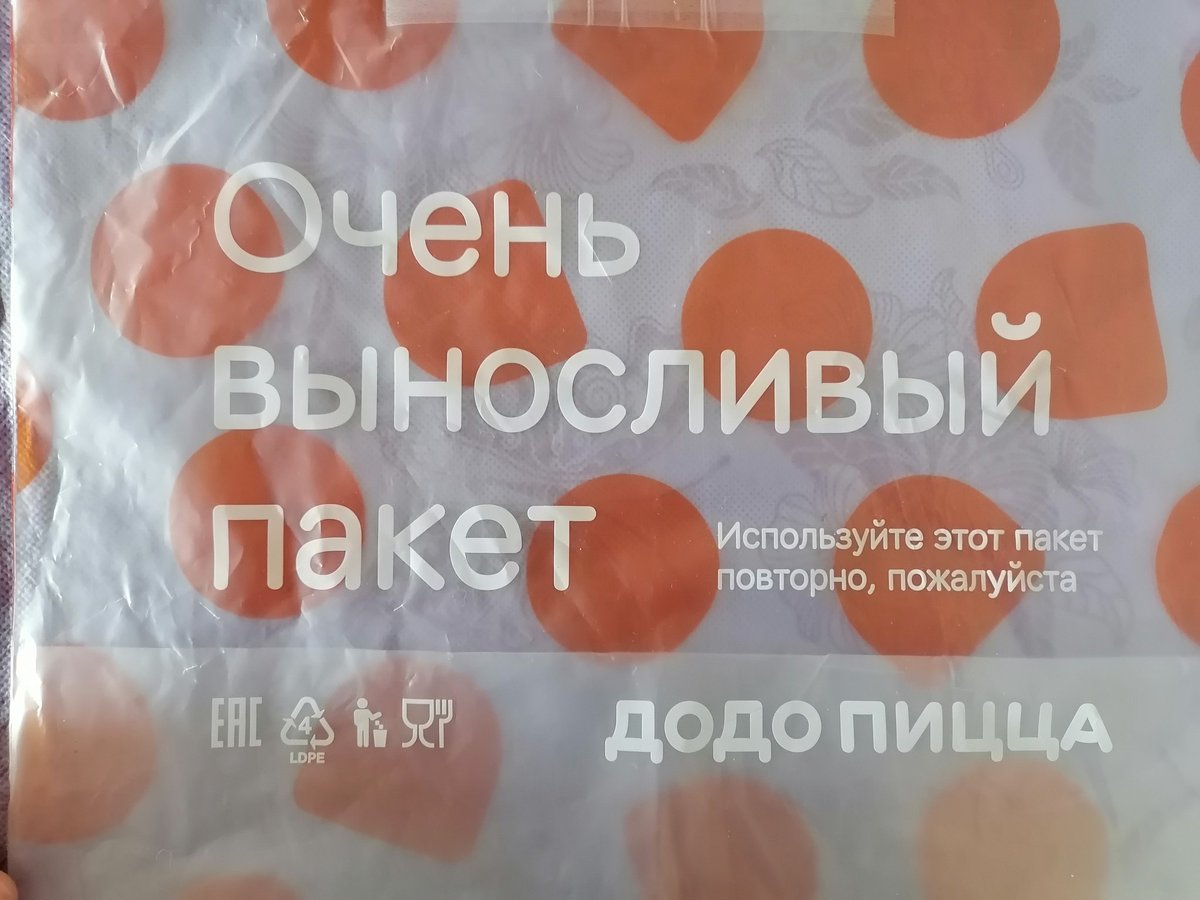 Очень
выносливый
пакет
Используйте этот пакет
повторно, пожалуйста
EAC
4
LDPE
ДОДО ПИЦЦА